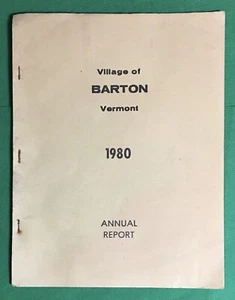 Village of
BARTON
Vermont
1980
ANNUAL
REPORT